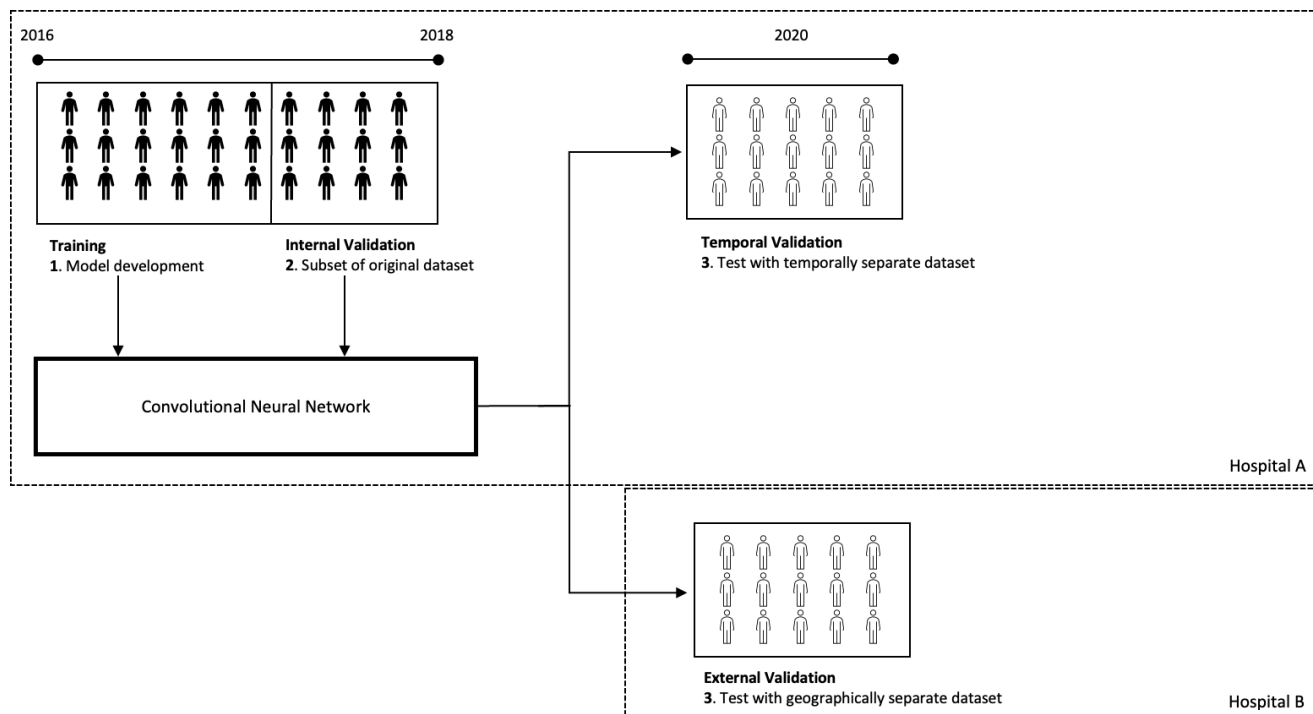 2016
2018
2020
Training
1. Model development
Internal Validation
2. Subset of original dataset
Temporal Validation
3. Test with temporally separate dataset
Convolutional Neural Network
Hospital A
External Validation
3. Test with geographically separate dataset
Hospital B